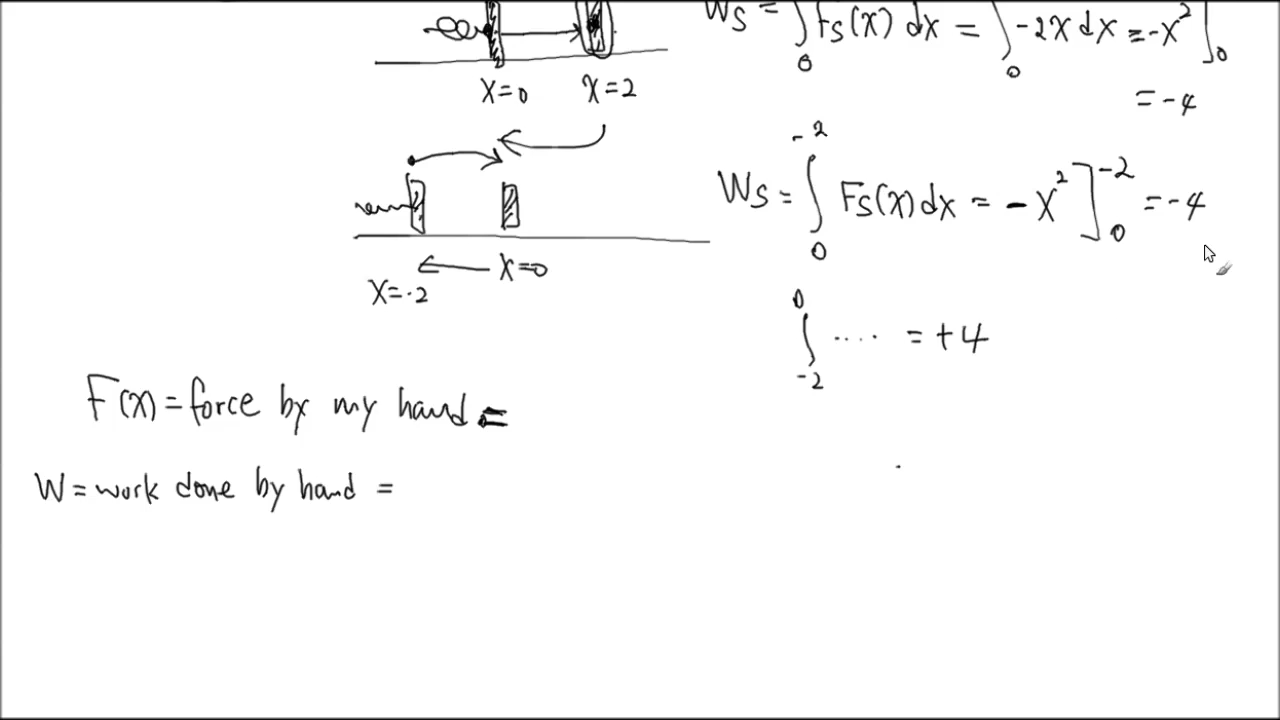 Ws = ∫₀ Fs(x) dx = ∫₀ -2x dx = -x² ]₀
= -4
x=0 x=2
Ws = ∫₀⁻² Fs(x) dx = -x² ]₀⁻² = -4
x=0
x=-2
∫₋₂⁰ .... = +4
F(x) = force by my hand =
W = work done by hand =